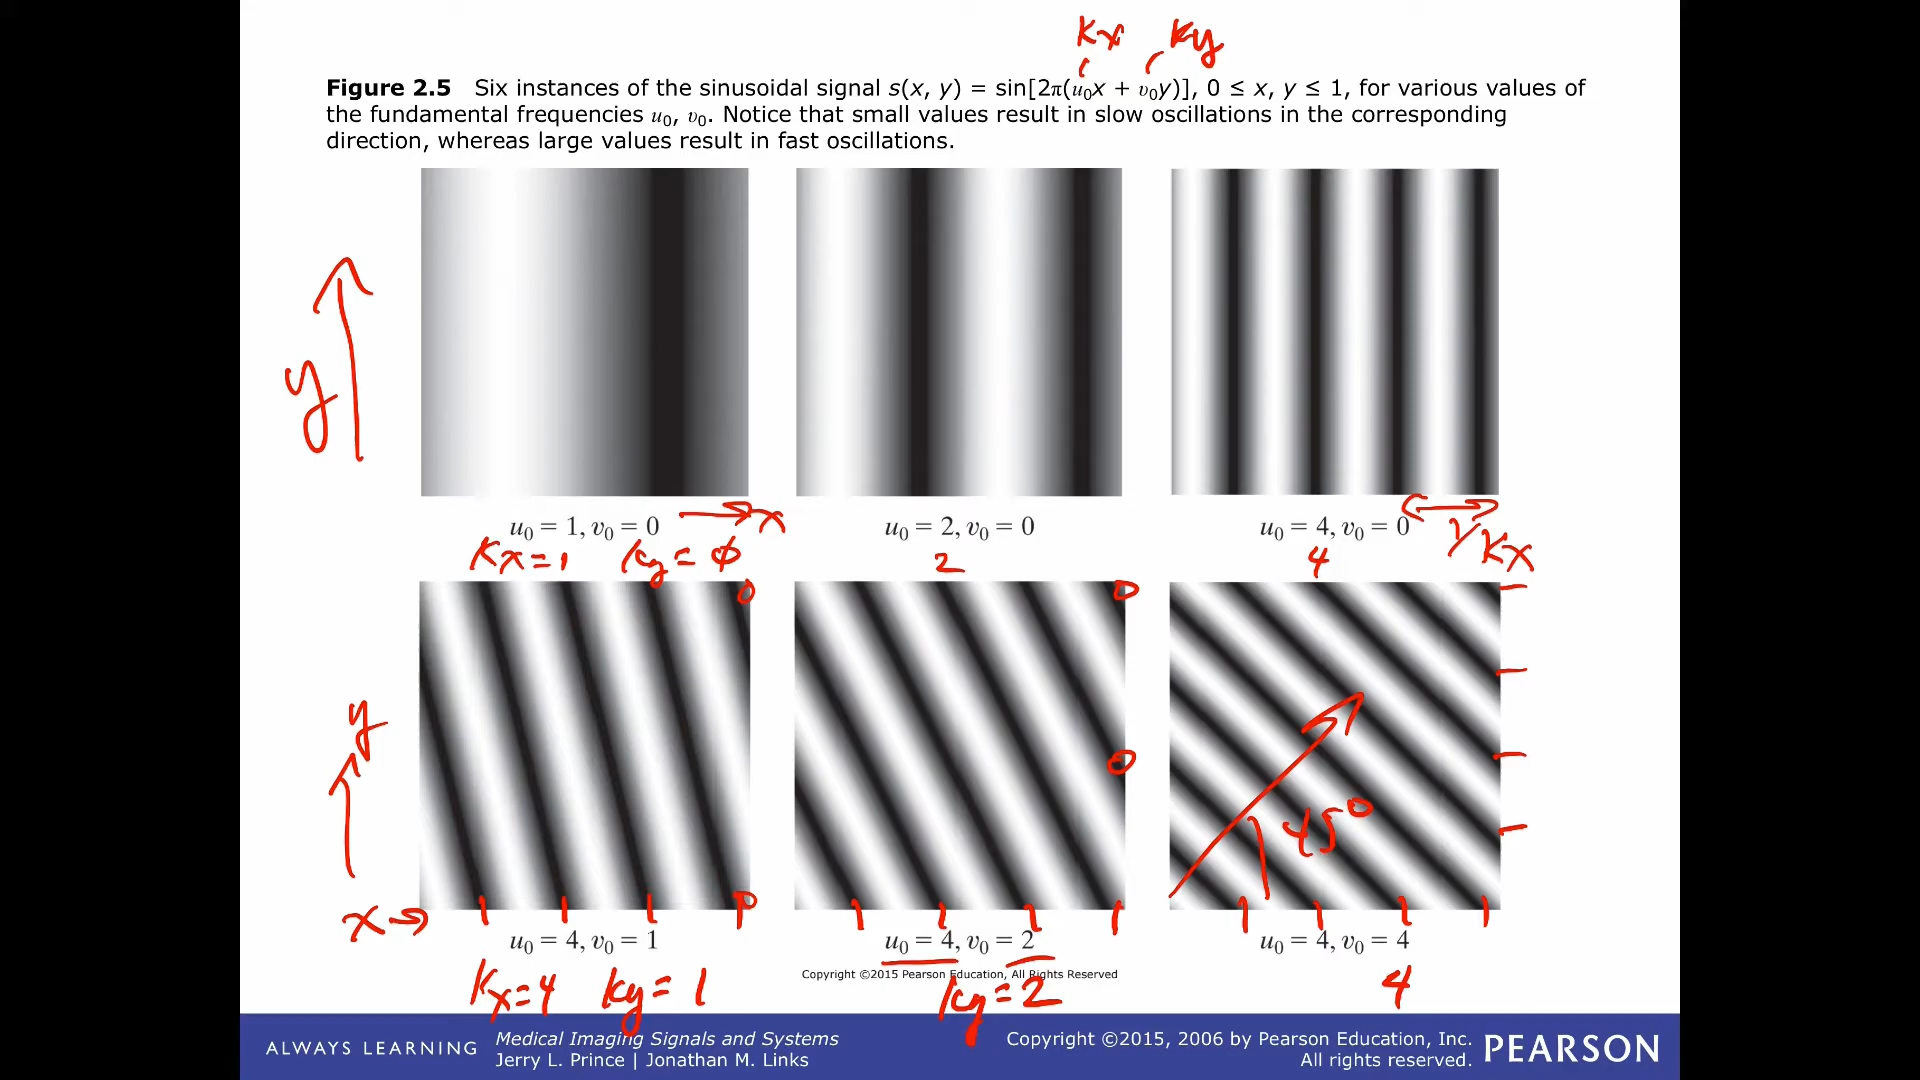 Kx Ky
Figure 2.5 Six instances of the sinusoidal signal s(x, y) = sin[2π(u₀x + v₀y)], 0 ≤ x, y ≤ 1, for various values of
the fundamental frequencies u₀, v₀. Notice that small values result in slow oscillations in the corresponding
direction, whereas large values result in fast oscillations.
y
u₀ = 1, v₀ = 0 x
u₀ = 2, v₀ = 0
u₀ = 4, v₀ = 0
1/Kx
Kx=1 Ky=0
2
4
y
45°
x
u₀ = 4, v₀ = 1
u₀ = 4, v₀ = 2
u₀ = 4, v₀ = 4
Copyright ©2015 Pearson Education, All Rights Reserved
Kx=4 Ky=1
Ky=2
4
ALWAYS LEARNING
Medical Imaging Signals and Systems
Jerry L. Prince | Jonathan M. Links
Copyright ©2015, 2006 by Pearson Education, Inc.
All rights reserved.
PEARSON